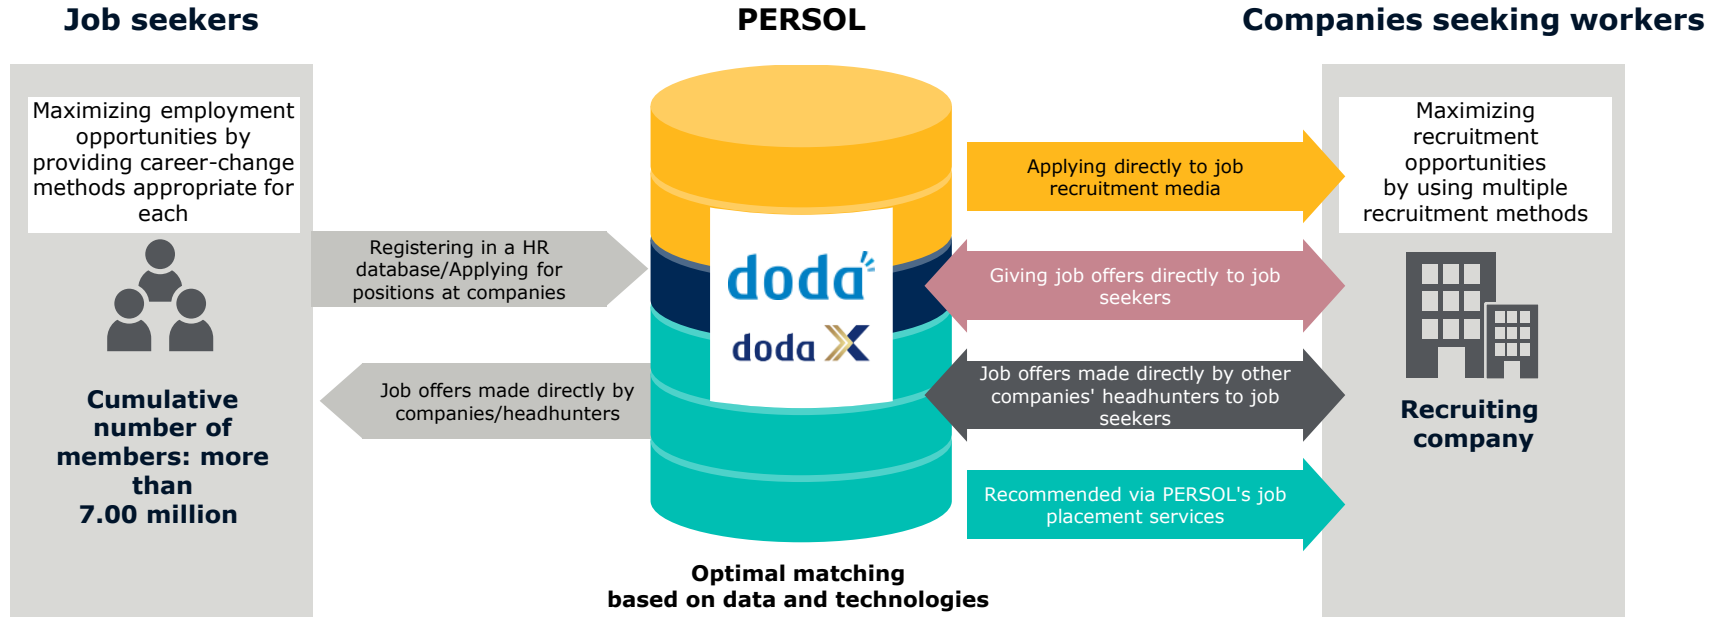 Job seekers
PERSOL
Companies seeking workers
Maximizing employment
opportunities by
providing career-change
methods appropriate for
each
Cumulative
number of
members: more
than
7.00 million
Registering in a HR
database/Applying for
positions at companies
Job offers made directly by
companies/headhunters
doda
doda X
Optimal matching
based on data and technologies
Applying directly to job
recruitment media
Giving job offers directly to job
seekers
Job offers made directly by other
companies' headhunters to job
seekers
Recommended via PERSOL's job
placement services
Maximizing
recruitment
opportunities
by using multiple
recruitment methods
Recruiting
company